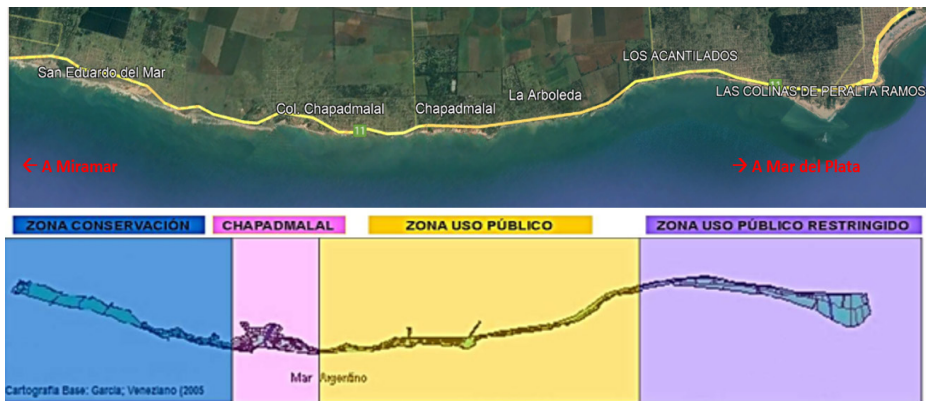 San Eduardo del Mar
Col. Chapadmalal
Chapadmalal
La Arboleda
LOS ACANTILADOS
LAS COLINAS DE PERALTA RAMOS
11
11
← A Miramar
→ A Mar del Plata
ZONA CONSERVACIÓN
CHAPADMALAL
ZONA USO PÚBLICO
ZONA USO PÚBLICO RESTRINGIDO
Mar Argentino
Cartografía Base: García; Veneziano (2005